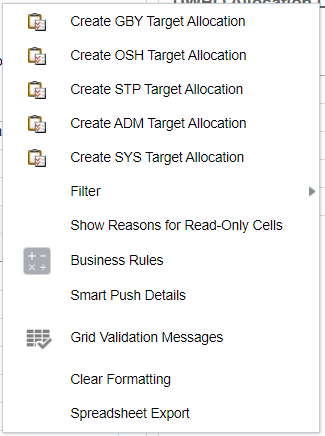 Create GBY Target Allocation
Create OSH Target Allocation
Create STP Target Allocation
Create ADM Target Allocation
Create SYS Target Allocation
Filter
Show Reasons for Read-Only Cells
Business Rules
Smart Push Details
Grid Validation Messages
Clear Formatting
Spreadsheet Export